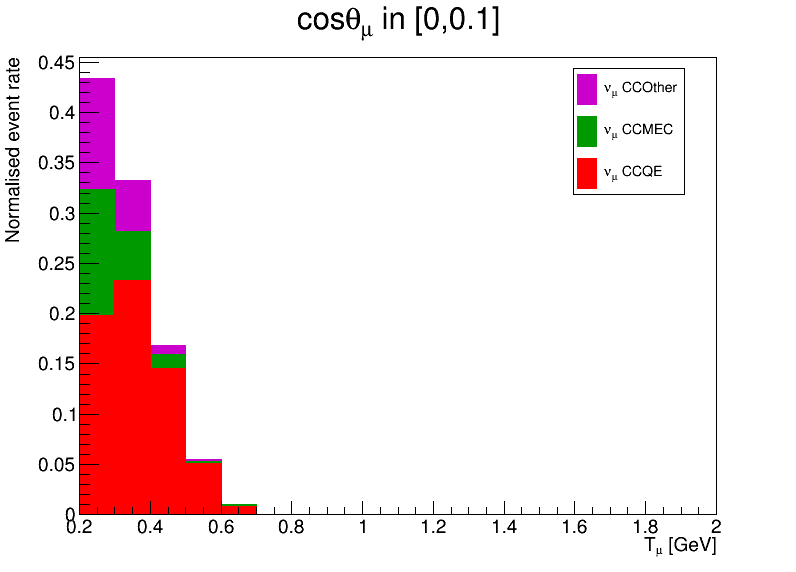 cosθμ in [0,0.1]
Normalised event rate
0.45
0.4
0.35
0.3
0.25
0.2
0.15
0.1
0.05
0
νμ CCOther
νμ CCMEC
νμ CCQE
0.2 0.4 0.6 0.8 1 1.2 1.4 1.6 1.8 2
Tμ [GeV]